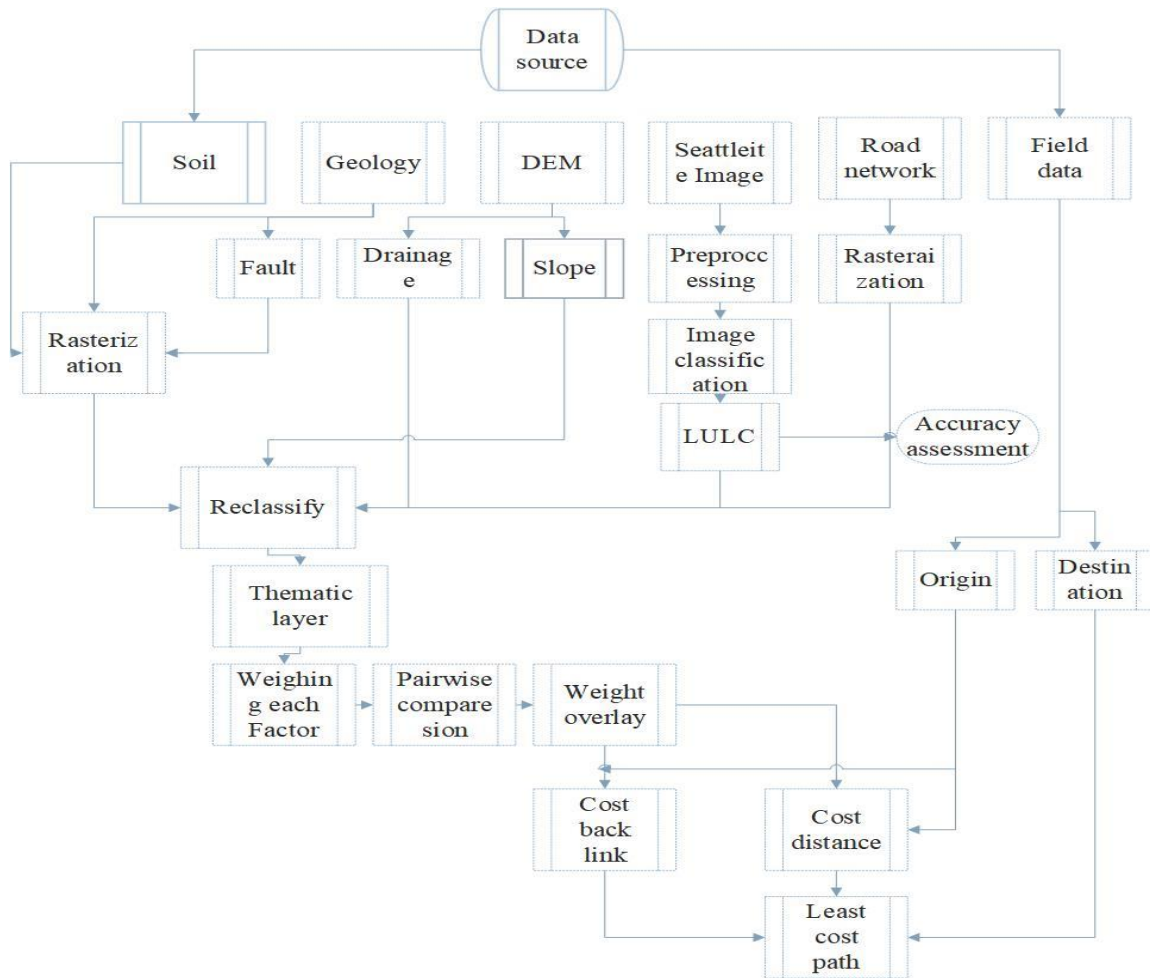 Data
source
Soil
Geology
DEM
Seattleit
e Image
Road
network
Field
data
Fault
Drainag
e
Slope
Preprocc
essing
Rasterai
zation
Rasteriz
ation
Image
classific
ation
LULC
Accuracy
assessment
Reclassify
Origin
Destin
ation
Thematic
layer
Weighin
g each
Factor
Pairwise
compare
sion
Weight
overlay
Cost
back
link
Cost
distance
Least
cost
path